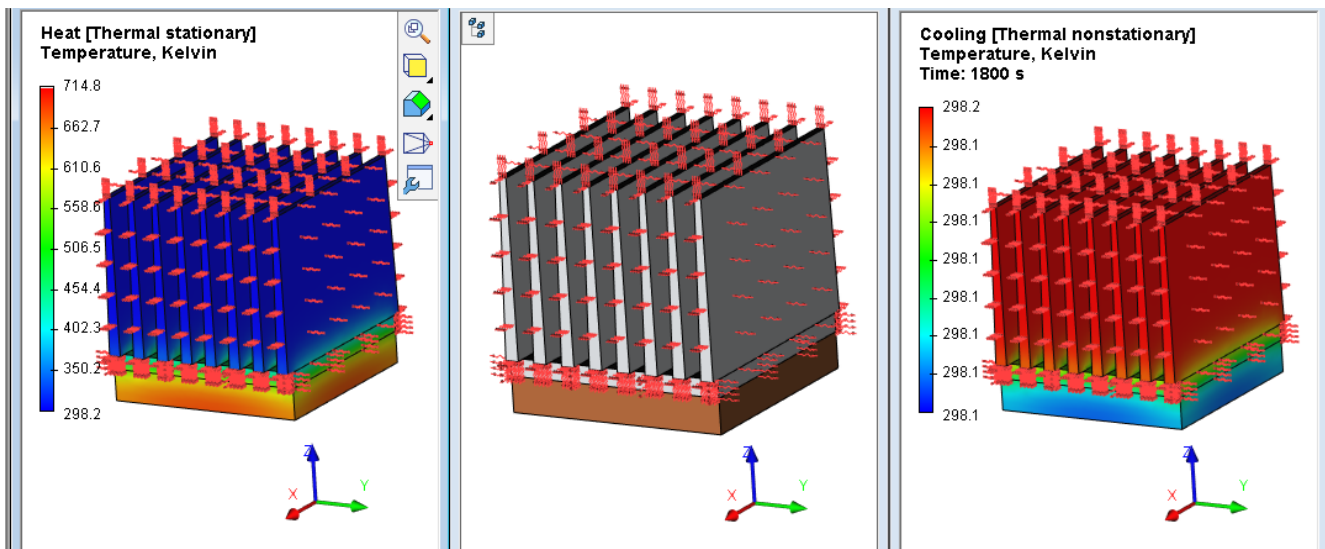 Heat [Thermal stationary]
Temperature, Kelvin
714.8
662.7
610.6
558.6
506.5
454.4
402.3
350.2
298.2
Z
X
Y
Z
X
Y
Cooling [Thermal nonstationary]
Temperature, Kelvin
Time: 1800 s
298.2
298.1
298.1
298.1
298.1
298.1
298.1
298.1
298.1
Z
X
Y